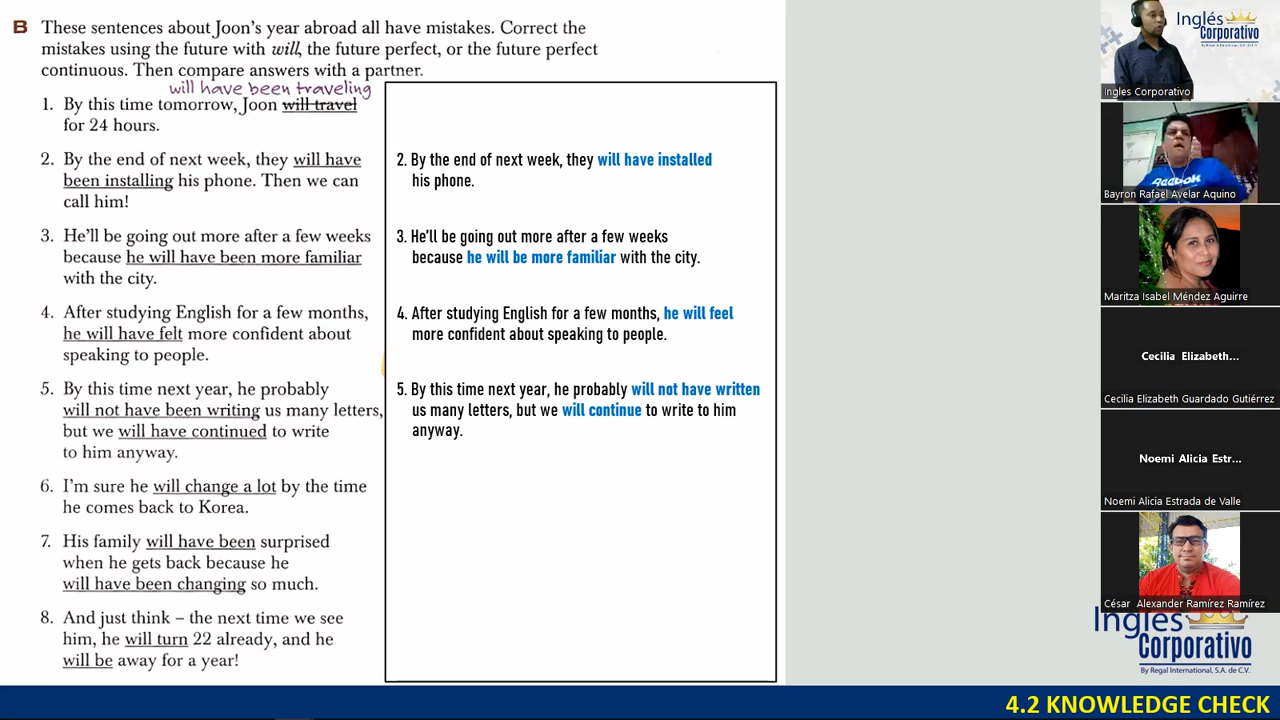 B These sentences about Joon's year abroad all have mistakes. Correct the
mistakes using the future with will, the future perfect, or the future perfect
continuous. Then compare answers with a partner.
will have been traveling
1. By this time tomorrow, Joon will travel
for 24 hours.
2. By the end of next week, they will have
been installing his phone. Then we can
call him!
3. He'll be going out more after a few weeks
because he will have been more familiar
with the city.
4. After studying English for a few months,
he will have felt more confident about
speaking to people.
5. By this time next year, he probably
will not have been writing us many letters,
but we will have continued to write
to him anyway.
6. I'm sure he will change a lot by the time
he comes back to Korea.
7. His family will have been surprised
when he gets back because he
will have been changing so much.
8. And just think – the next time we see
him, he will turn 22 already, and he
will be away for a year!
2. By the end of next week, they will have installed
his phone.
3. He'll be going out more after a few weeks
because he will be more familiar with the city.
4. After studying English for a few months, he will feel
more confident about speaking to people.
5. By this time next year, he probably will not have written
us many letters, but we will continue to write to him
anyway.
Inglés
Corporativo
By Regal International, S.A. de C.V.
Ingles Corporativo
Reebok
Bayron Rafael Avelar Aquino
Maritza Isabel Méndez Aguirre
Cecilia Elizabeth...
Cecilia Elizabeth Guardado Gutiérrez
Noemi Alicia Estr...
Noemi Alicia Estrada de Valle
César Alexander Ramírez Ramírez
Inglés
Corporativo
By Regal International, S.A. de C.V.
4.2 KNOWLEDGE CHECK